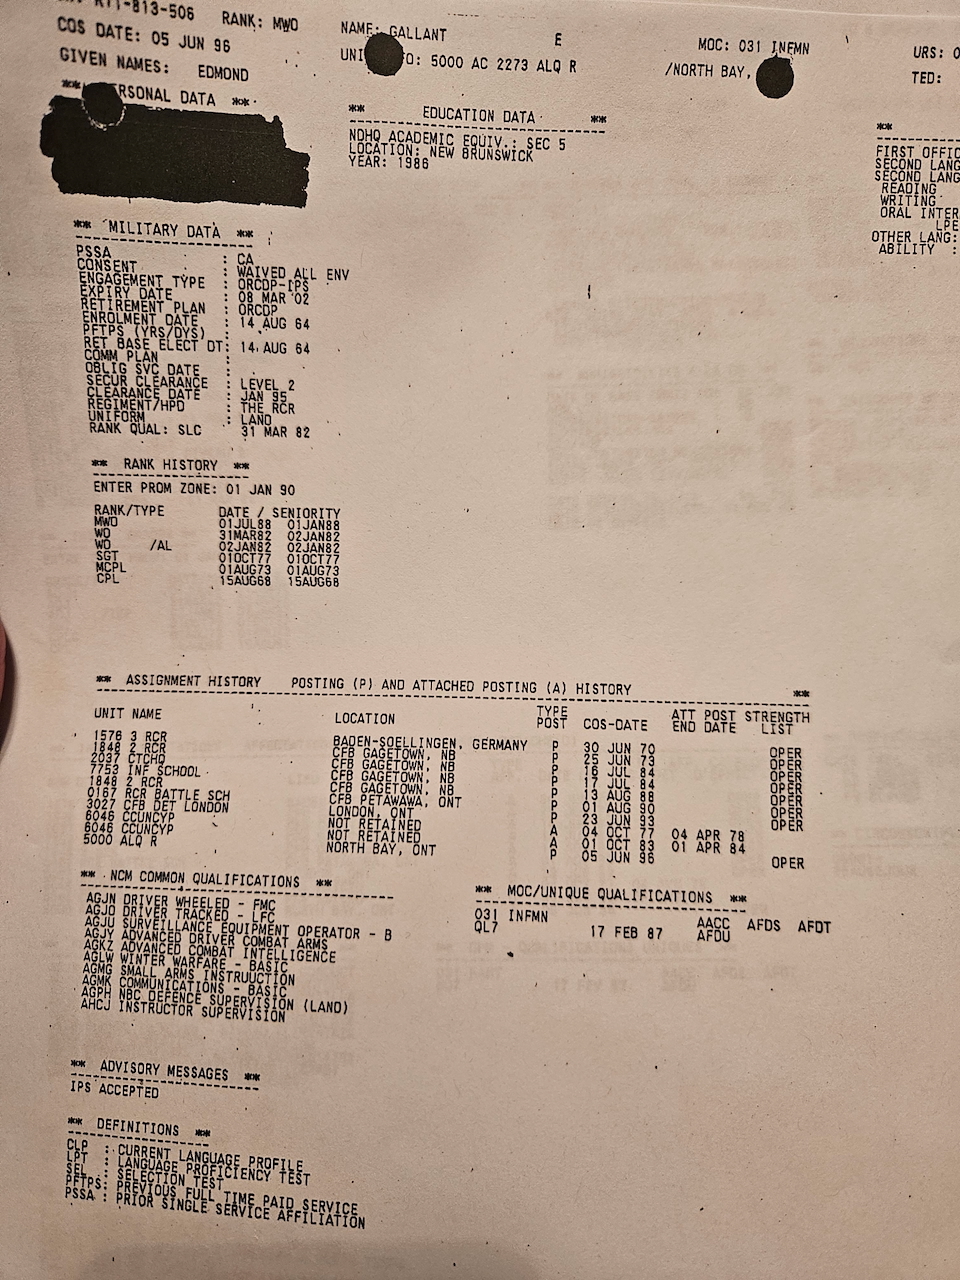 R11-813-506 RANK: MWO NAME: GALLANT E MOC: 031 INFMN URS: 0
COS DATE: 05 JUN 96 UNI O: 5000 AC 2273 ALQ R /NORTH BAY, TED:
GIVEN NAMES: EDMOND
** RSONAL DATA **
** EDUCATION DATA **
NDHQ ACADEMIC EQUIV.: SEC 5
LOCATION: NEW BRUNSWICK
YEAR: 1986
**
FIRST OFFIC
SECOND LANG
SECOND LANG
READING
WRITING
ORAL INTER
LPE
OTHER LANG:
ABILITY :
** MILITARY DATA **
PSSA : CA
CONSENT : WAIVED ALL ENV
ENGAGEMENT TYPE : ORCDP-IPS
EXPIRY DATE : 08 MAR 02
RETIREMENT PLAN : ORCDP
ENROLMENT DATE : 14 AUG 64
PFTPS (YRS/DYS) :
RET BASE ELECT DT: 14 AUG 64
COMM PLAN :
OBLIG SVC DATE :
SECUR CLEARANCE : LEVEL 2
CLEARANCE DATE : JAN 95
REGIMENT/HPD : THE RCR
UNIFORM : LAND
RANK QUAL: SLC 31 MAR 82
** RANK HISTORY **
ENTER PROM ZONE: 01 JAN 90
RANK/TYPE DATE / SENIORITY
MWO 01JUL88 01JAN88
WO 31MAR82 02JAN82
WO /AL 02JAN82 02JAN82
SGT 01OCT77 01OCT77
MCPL 01AUG73 01AUG73
CPL 15AUG68 15AUG68
** ASSIGNMENT HISTORY POSTING (P) AND ATTACHED POSTING (A) HISTORY **
UNIT NAME LOCATION TYPE POST COS-DATE ATT POST END DATE STRENGTH LIST
1576 3 RCR BADEN-SOELLINGEN, GERMANY P 30 JUN 70 OPER
1848 2 RCR CFB GAGETOWN, NB P 25 JUN 73 OPER
2037 CTCHQ CFB GAGETOWN, NB P 16 JUL 84 OPER
7753 INF SCHOOL CFB GAGETOWN, NB P 17 JUL 84 OPER
1848 2 RCR CFB GAGETOWN, NB P 13 AUG 88 OPER
0167 RCR BATTLE SCH CFB PETAWAWA, ONT P 01 AUG 90 OPER
3027 CFB DET LONDON LONDON, ONT P 23 JUN 93 OPER
6046 CCUNCYP NOT RETAINED A 04 OCT 77 04 APR 78
6046 CCUNCYP NOT RETAINED A 01 OCT 83 01 APR 84
5000 ALQ R NORTH BAY, ONT P 05 JUN 96 OPER
** NCM COMMON QUALIFICATIONS **
AGJN DRIVER WHEELED - FMC
AGJO DRIVER TRACKED - LFC
AGJU SURVEILLANCE EQUIPMENT OPERATOR - B
AGJY ADVANCED DRIVER COMBAT ARMS
AGKZ ADVANCED COMBAT INTELLIGENCE
AGLW WINTER WARFARE - BASIC
AGMG SMALL ARMS INSTRUUCTION
AGMK COMMUNICATIONS - BASIC
AGPH NBC DEFENCE SUPERVISION (LAND)
AHCJ INSTRUCTOR SUPERVISION
** MOC/UNIQUE QUALIFICATIONS **
031 INFMN AACC AFDS AFDT
QL7 17 FEB 87 AFDU
** ADVISORY MESSAGES **
IPS ACCEPTED
** DEFINITIONS **
CLP : CURRENT LANGUAGE PROFILE
LPT : LANGUAGE PROFICIENCY TEST
SEL : SELECTION TEST
PFTPS: PREVIOUS FULL TIME PAID SERVICE
PSSA : PRIOR SINGLE SERVICE AFFILIATION